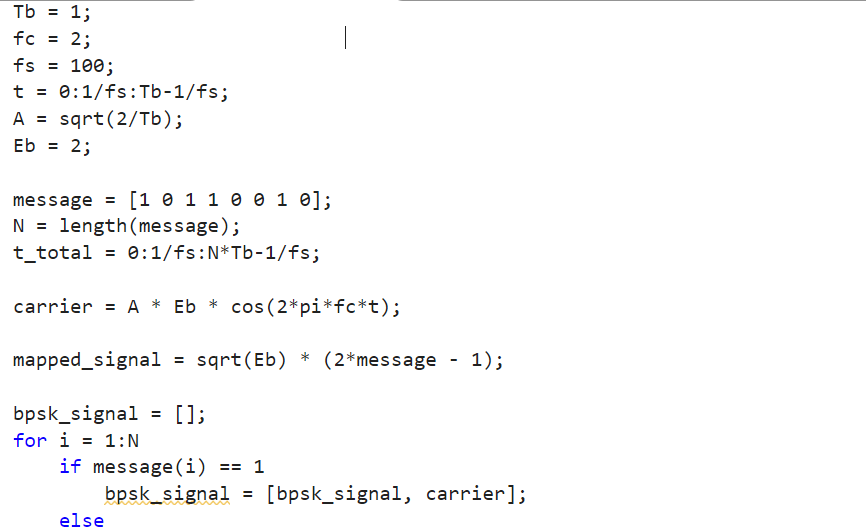 Tb = 1;
fc = 2;
fs = 100;
t = 0:1/fs:Tb-1/fs;
A = sqrt(2/Tb);
Eb = 2;
message = [1 0 1 1 0 0 1 0];
N = length(message);
t_total = 0:1/fs:N*Tb-1/fs;
carrier = A * Eb * cos(2*pi*fc*t);
mapped_signal = sqrt(Eb) * (2*message - 1);
bpsk_signal = [];
for i = 1:N
    if message(i) == 1
        bpsk_signal = [bpsk_signal, carrier];
    else